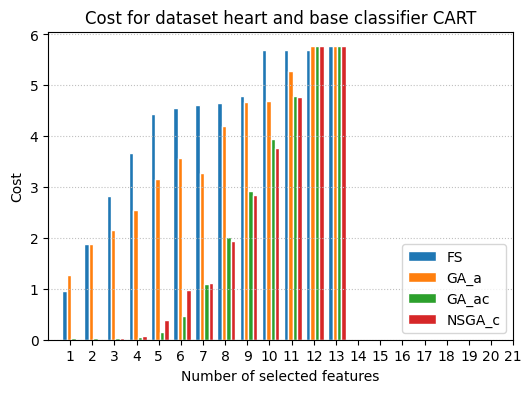 Cost for dataset heart and base classifier CART
6
5
4
3
2
1
0
Cost
FS
GA_a
GA_ac
NSGA_c
1 2 3 4 5 6 7 8 9 10 11 12 13 14 15 16 17 18 19 20 21
Number of selected features